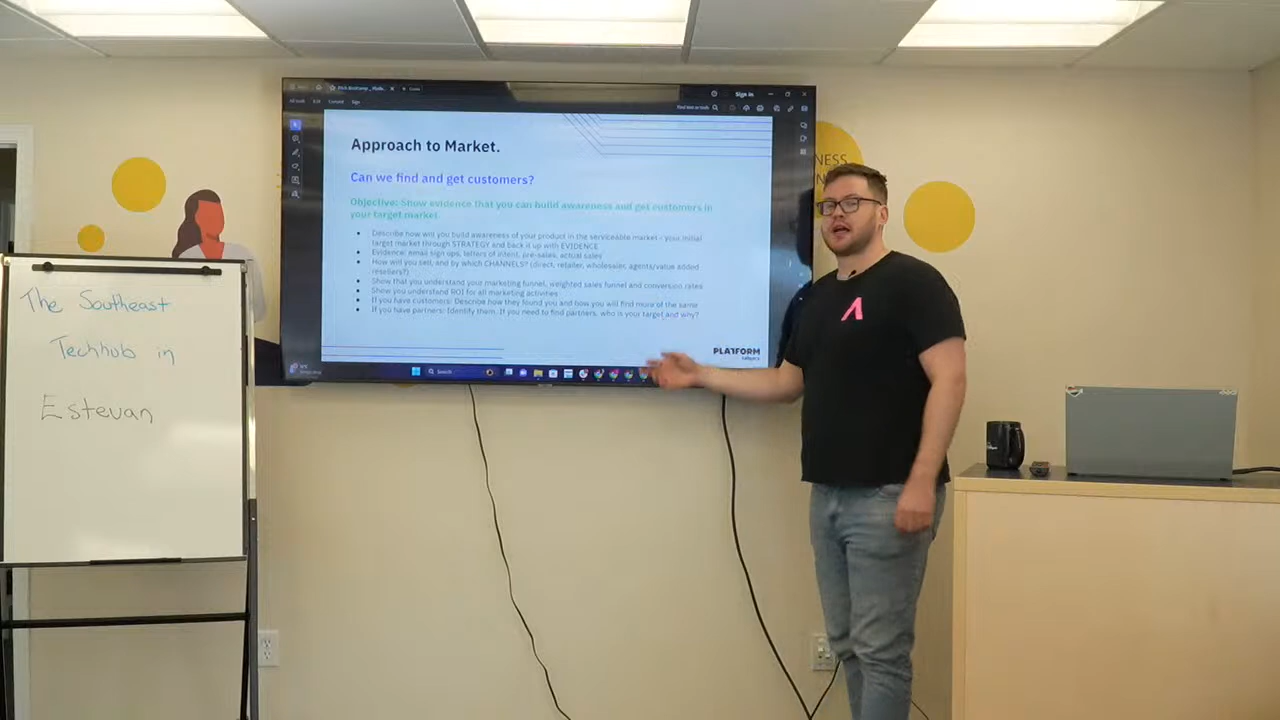 The Southeast
Techhub in
Estevan
Sign in
Approach to Market.
Can we find and get customers?
Objective: Show evidence that you can build awareness and get customers in
your target market
Describe how will you build awareness of your product in the serviceable market - your initial
target market through STRATEGY and back it up with EVIDENCE
Evidence: email sign ops, letters of intent, pre-sales, actual sales
How will you sell, and by which CHANNELS? (direct, retailer, wholesaler, agents/value added
resellers?)
Show that you understand your marketing funnel, weighted sales funnel and conversion rates
Show you understand ROI for all marketing activities
If you have customers: Describe how they found you and how you will find more of the same
If you have partners: Identify them. If you need to find partners, who is your target and why?
PLATFORM
Search
NESS